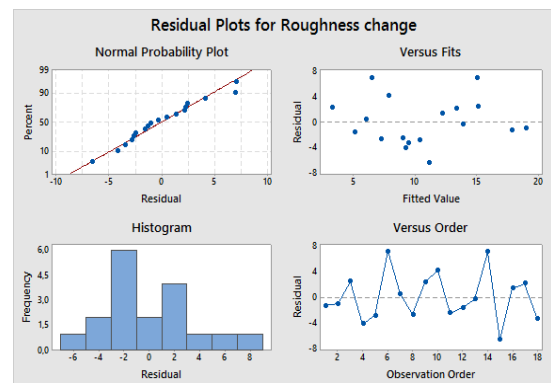 Residual Plots for Roughness change
Normal Probability Plot
99
90
50
10
1
Percent
-10 -5 0 5 10
Residual
Versus Fits
8
4
0
-4
-8
Residual
5 10 15 20
Fitted Value
Histogram
6,0
4,5
3,0
1,5
0,0
Frequency
-6 -4 -2 0 2 4 6 8
Residual
Versus Order
8
4
0
-4
-8
Residual
2 4 6 8 10 12 14 16 18
Observation Order